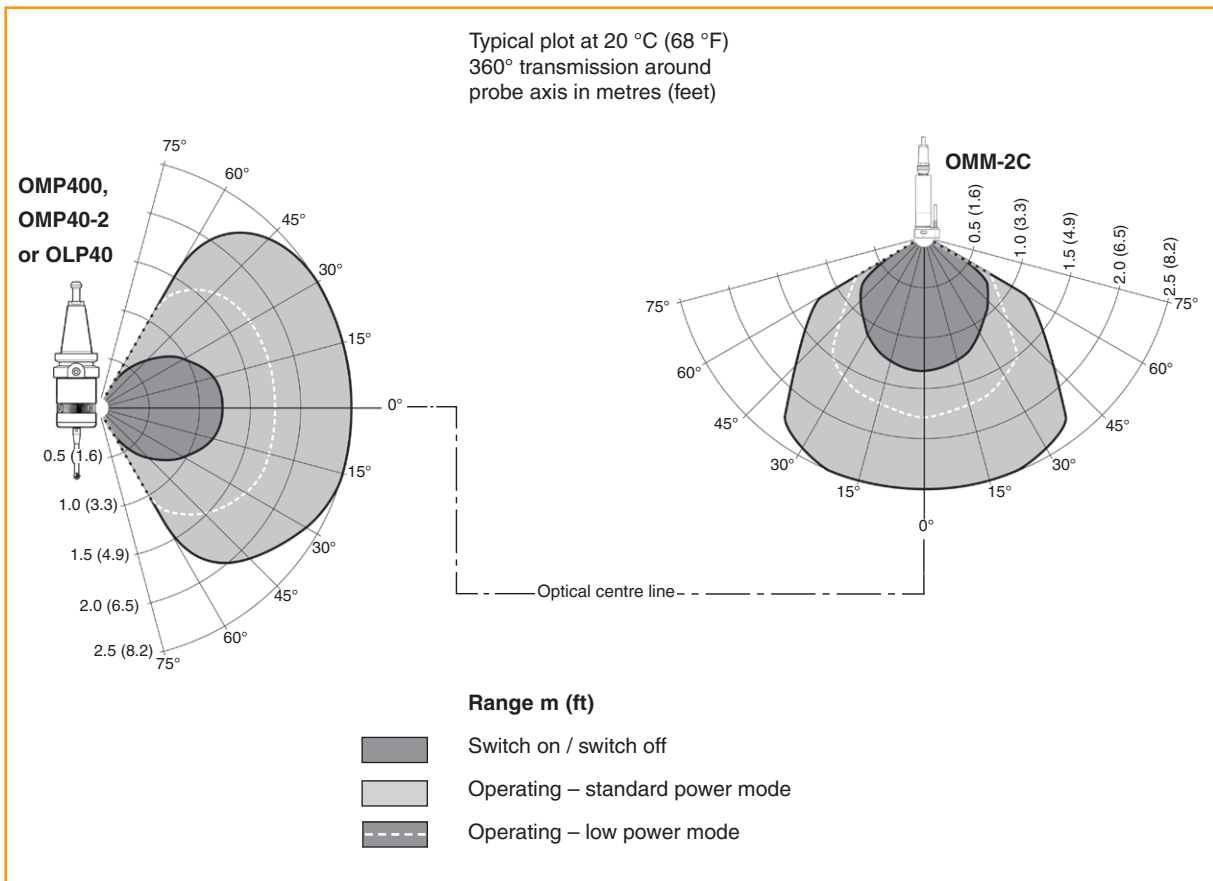 Typical plot at 20 °C (68 °F)
360° transmission around
probe axis in metres (feet)
OMP400,
OMP40-2
or OLP40
75°
60°
45°
30°
15°
0°
15°
30°
45°
60°
75°
0.5 (1.6)
1.0 (3.3)
1.5 (4.9)
2.0 (6.5)
2.5 (8.2)
OMM-2C
0.5 (1.6)
1.0 (3.3)
1.5 (4.9)
2.0 (6.5)
2.5 (8.2)
75°
60°
45°
30°
15°
0°
15°
30°
45°
60°
75°
Optical centre line
Range m (ft)
Switch on / switch off
Operating – standard power mode
Operating – low power mode